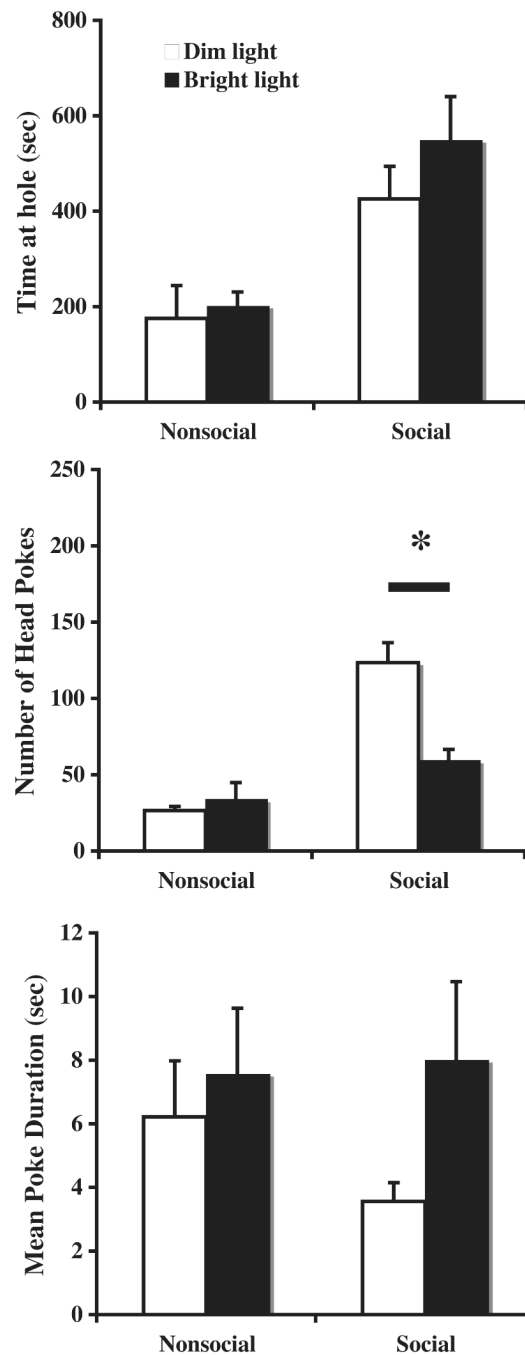 800
600
400
200
0
Time at hole (sec)
Dim light
Bright light
Nonsocial Social
250
200
150
100
50
0
Number of Head Pokes
*
Nonsocial Social
12
10
8
6
4
2
0
Mean Poke Duration (sec)
Nonsocial Social